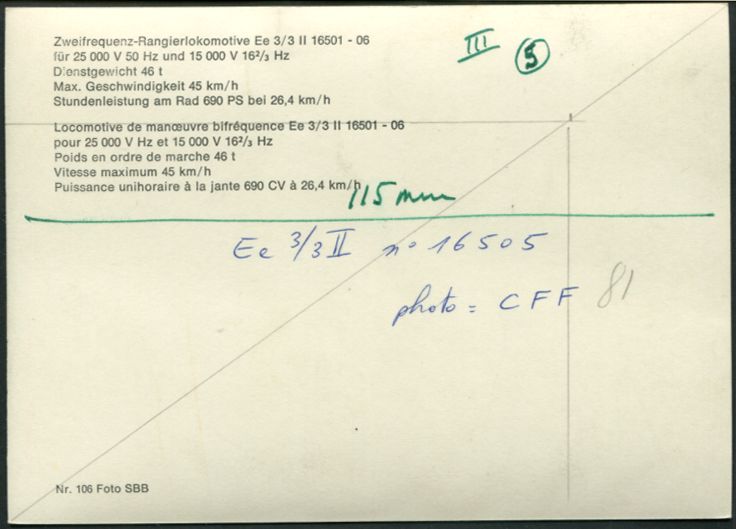 Zweifrequenz-Rangierlokomotive Ee 3/3 II 16501 - 06
für 25 000 V 50 Hz und 15 000 V 16²/₃ Hz
Dienstgewicht 46 t
Max. Geschwindigkeit 45 km/h
Stundenleistung am Rad 690 PS bei 26,4 km/h
III
5
Locomotive de manœuvre bifréquence Ee 3/3 II 16501 - 06
pour 25 000 V Hz et 15 000 V 16²/₃ Hz
Poids en ordre de marche 46 t
Vitesse maximum 45 km/h
Puissance unihoraire à la jante 690 CV à 26,4 km/h
115 mm
Ee 3/3 II n° 16505
photo = CFF
81
Nr. 106 Foto SBB